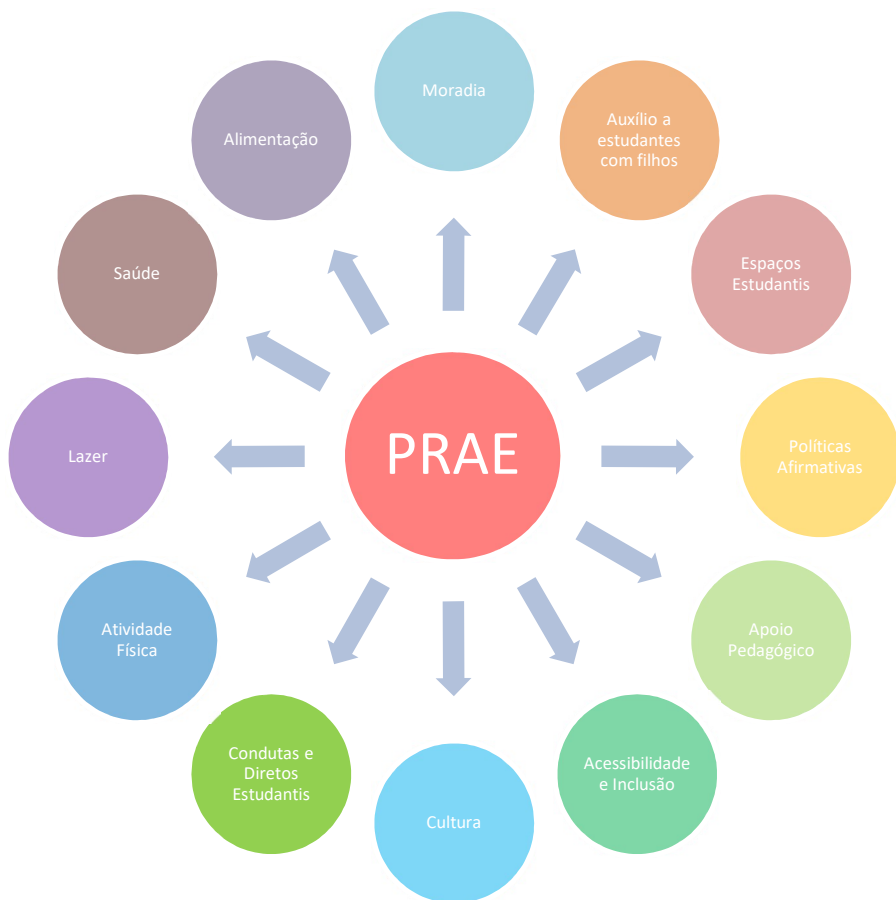 Moradia
Auxílio a
estudantes
com filhos
Espaços
Estudantis
Políticas
Afirmativas
Apoio
Pedagógico
Acessibilidade
e Inclusão
Cultura
Condutas e
Diretos
Estudantis
Atividade
Física
Lazer
Saúde
Alimentação
PRAE